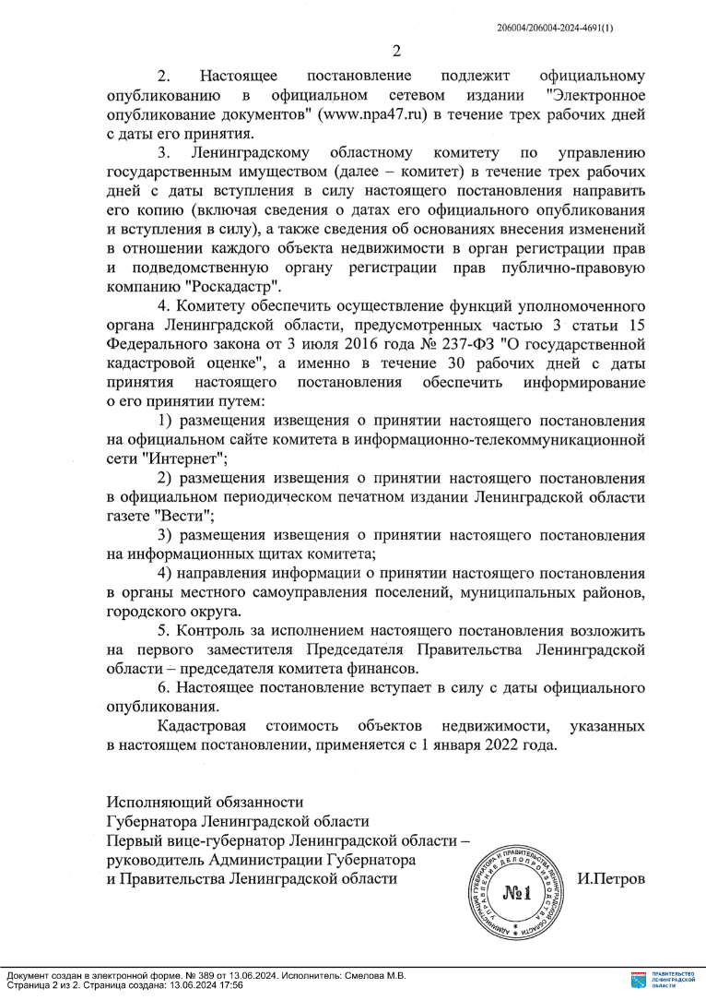 206004/206004-2024-4691(1)
2
2. Настоящее постановление подлежит официальному
опубликованию в официальном сетевом издании "Электронное
опубликование документов" (www.npa47.ru) в течение трех рабочих дней
с даты его принятия.
3. Ленинградскому областному комитету по управлению
государственным имуществом (далее – комитет) в течение трех рабочих
дней с даты вступления в силу настоящего постановления направить
его копию (включая сведения о датах его официального опубликования
и вступления в силу), а также сведения об основаниях внесения изменений
в отношении каждого объекта недвижимости в орган регистрации прав
и подведомственную органу регистрации прав публично-правовую
компанию "Роскадастр".
4. Комитету обеспечить осуществление функций уполномоченного
органа Ленинградской области, предусмотренных частью 3 статьи 15
Федерального закона от 3 июля 2016 года № 237-ФЗ "О государственной
кадастровой оценке", а именно в течение 30 рабочих дней с даты
принятия настоящего постановления обеспечить информирование
о его принятии путем:
1) размещения извещения о принятии настоящего постановления
на официальном сайте комитета в информационно-телекоммуникационной
сети "Интернет";
2) размещения извещения о принятии настоящего постановления
в официальном периодическом печатном издании Ленинградской области
газете "Вести";
3) размещения извещения о принятии настоящего постановления
на информационных щитах комитета;
4) направления информации о принятии настоящего постановления
в органы местного самоуправления поселений, муниципальных районов,
городского округа.
5. Контроль за исполнением настоящего постановления возложить
на первого заместителя Председателя Правительства Ленинградской
области – председателя комитета финансов.
6. Настоящее постановление вступает в силу с даты официального
опубликования.
Кадастровая стоимость объектов недвижимости, указанных
в настоящем постановлении, применяется с 1 января 2022 года.
Исполняющий обязанности
Губернатора Ленинградской области
Первый вице-губернатор Ленинградской области –
руководитель Администрации Губернатора
и Правительства Ленинградской области
И.Петров
АДМИНИСТРАЦИЯ ГУБЕРНАТОРА И ПРАВИТЕЛЬСТВА ЛЕНИНГРАДСКОЙ ОБЛАСТИ
УПРАВЛЕНИЕ ДЕЛОПРОИЗВОДСТВА
№1
Документ создан в электронной форме. № 389 от 13.06.2024. Исполнитель: Смелова М.В.
Страница 2 из 2. Страница создана: 13.06.2024 17:56
ПРАВИТЕЛЬСТВО
ЛЕНИНГРАДСКОЙ
ОБЛАСТИ